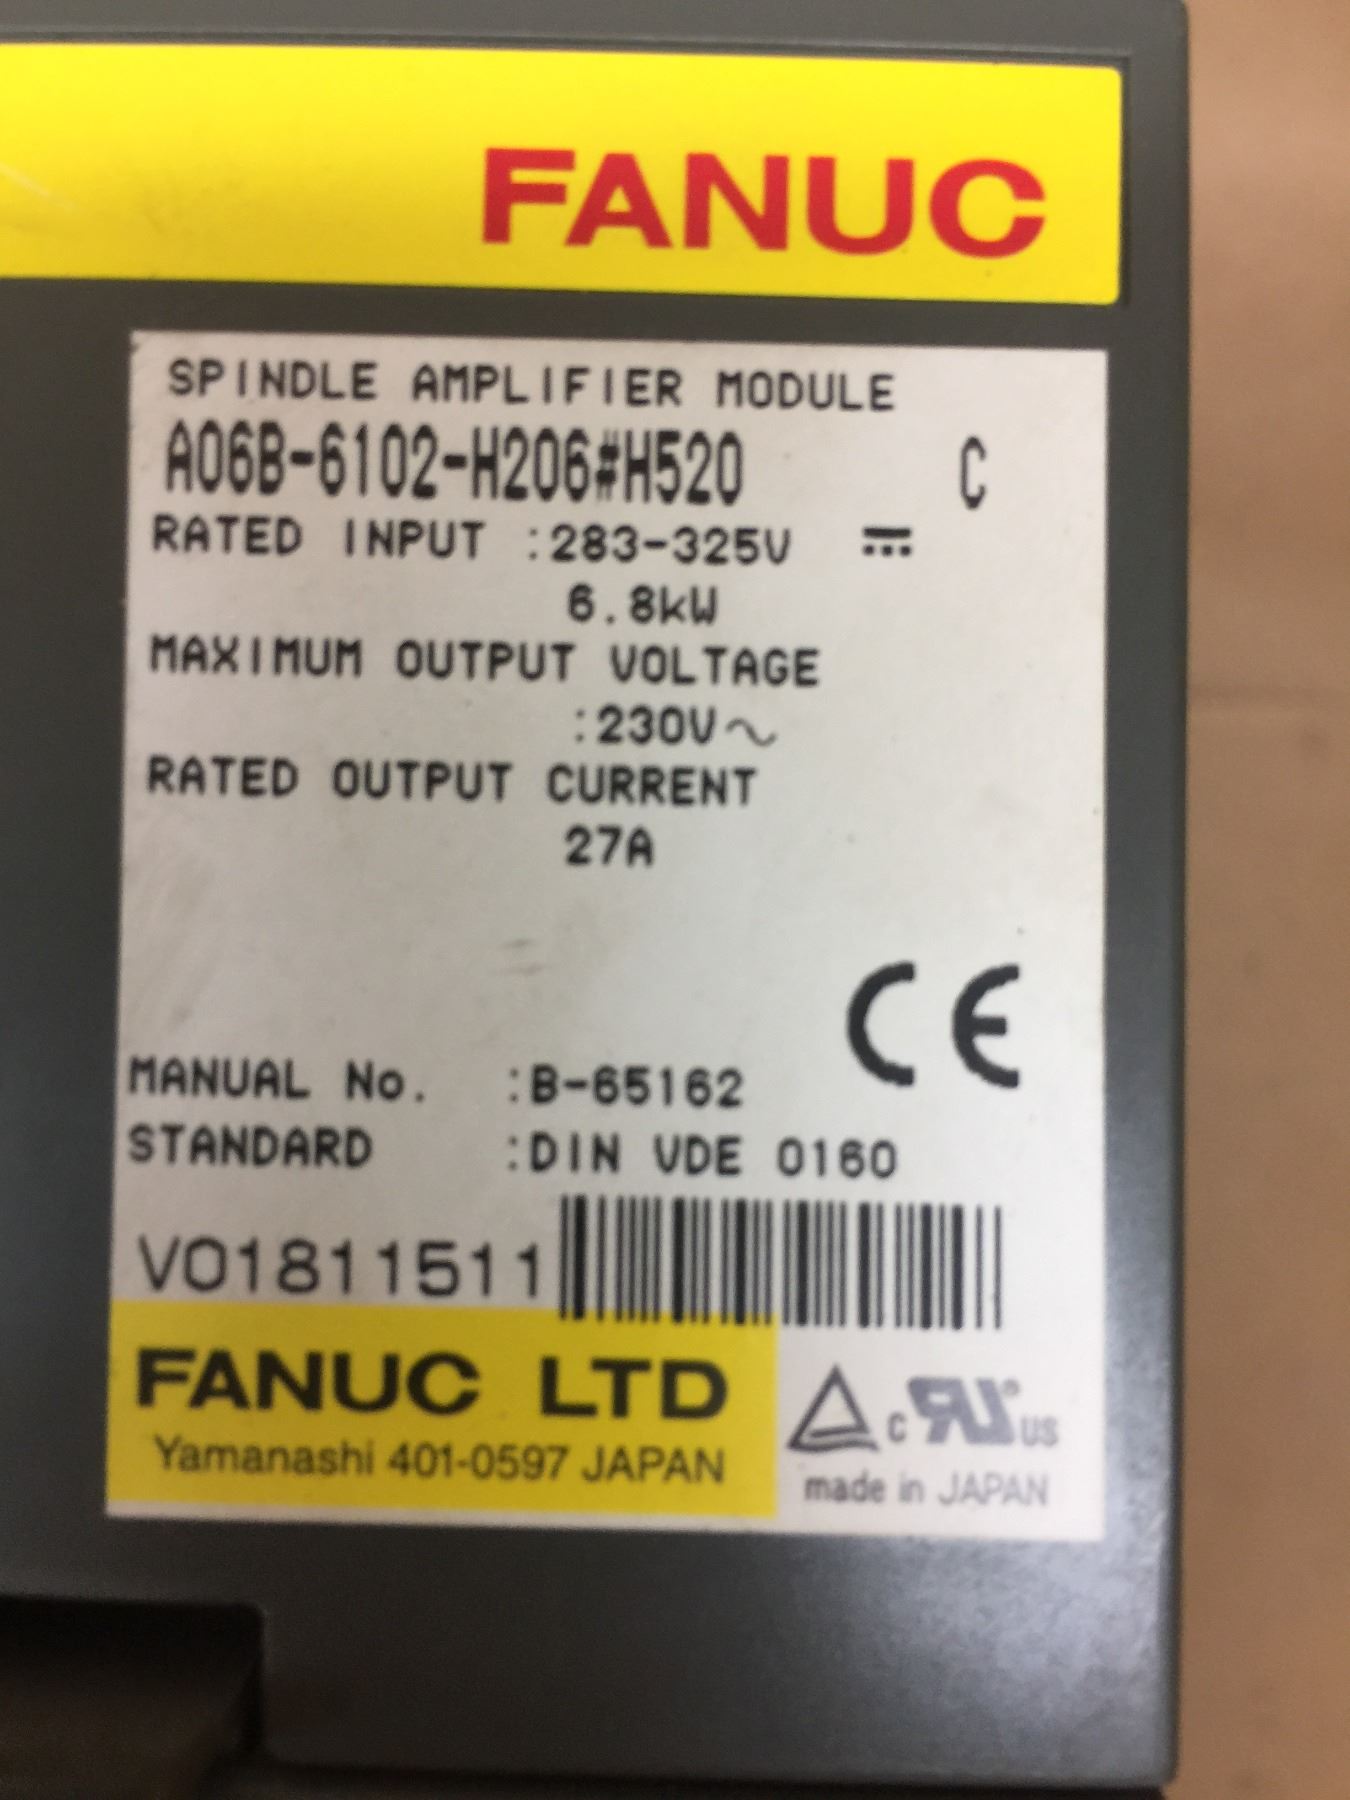 FANUC
SPINDLE AMPLIFIER MODULE
A06B-6102-H206#H520 C
RATED INPUT :283-325V ⎓
6.8kW
MAXIMUM OUTPUT VOLTAGE
:230V~
RATED OUTPUT CURRENT
27A
CE
MANUAL No. :B-65162
STANDARD :DIN VDE 0160
V01811511
FANUC LTD
Yamanashi 401-0597 JAPAN
c RU US
made in JAPAN